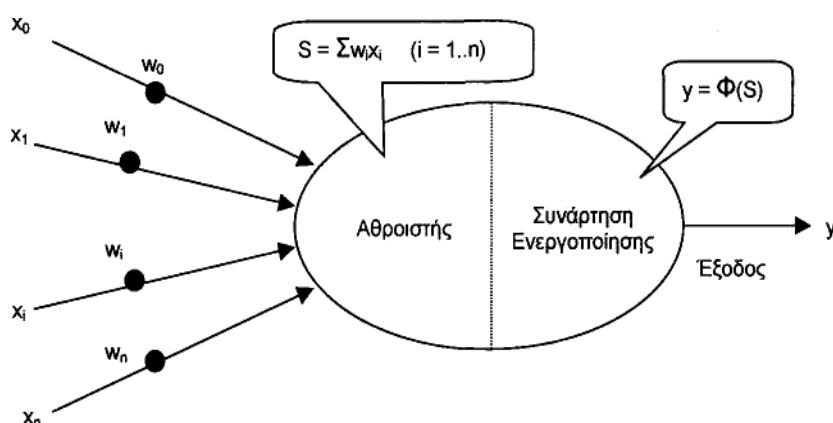 x₀
w₀
S = Σwᵢxᵢ (i = 1..n)
y = Φ(S)
x₁
w₁
Αθροιστής
Συνάρτηση
Ενεργοποίησης
y
Έξοδος
wᵢ
xᵢ
wₙ
xₙ